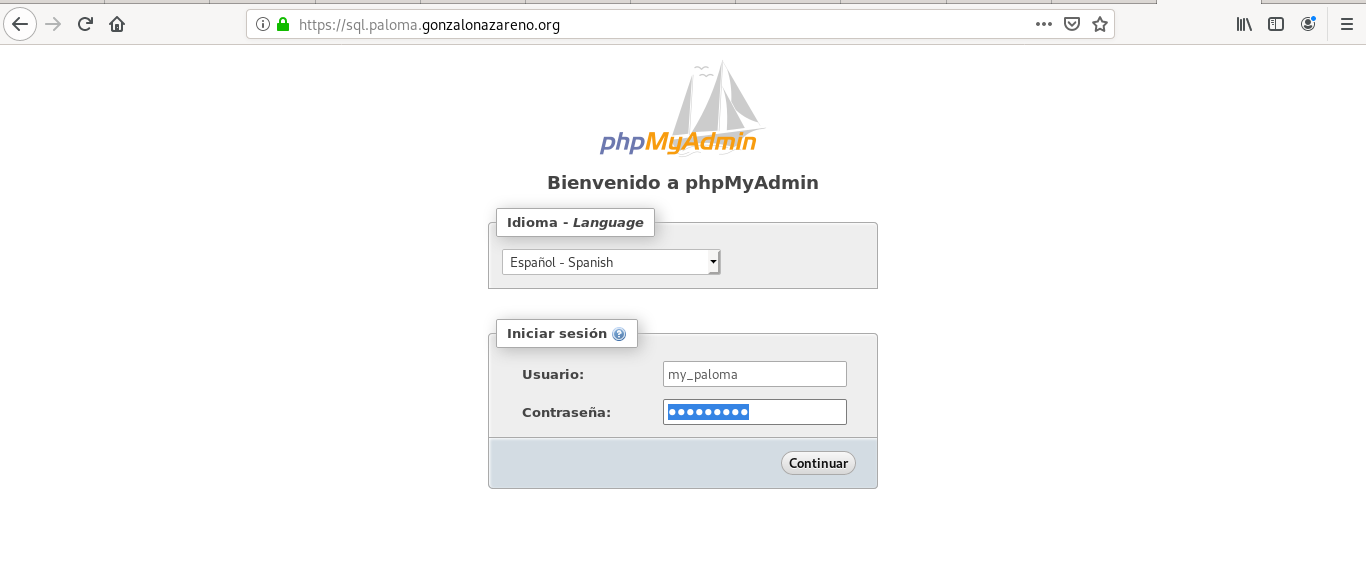 https://sql.paloma.gonzalonazareno.org
phpMyAdmin
Bienvenido a phpMyAdmin
Idioma - Language
Español - Spanish
Iniciar sesión
Usuario: my_paloma
Contraseña: •••••••••
Continuar